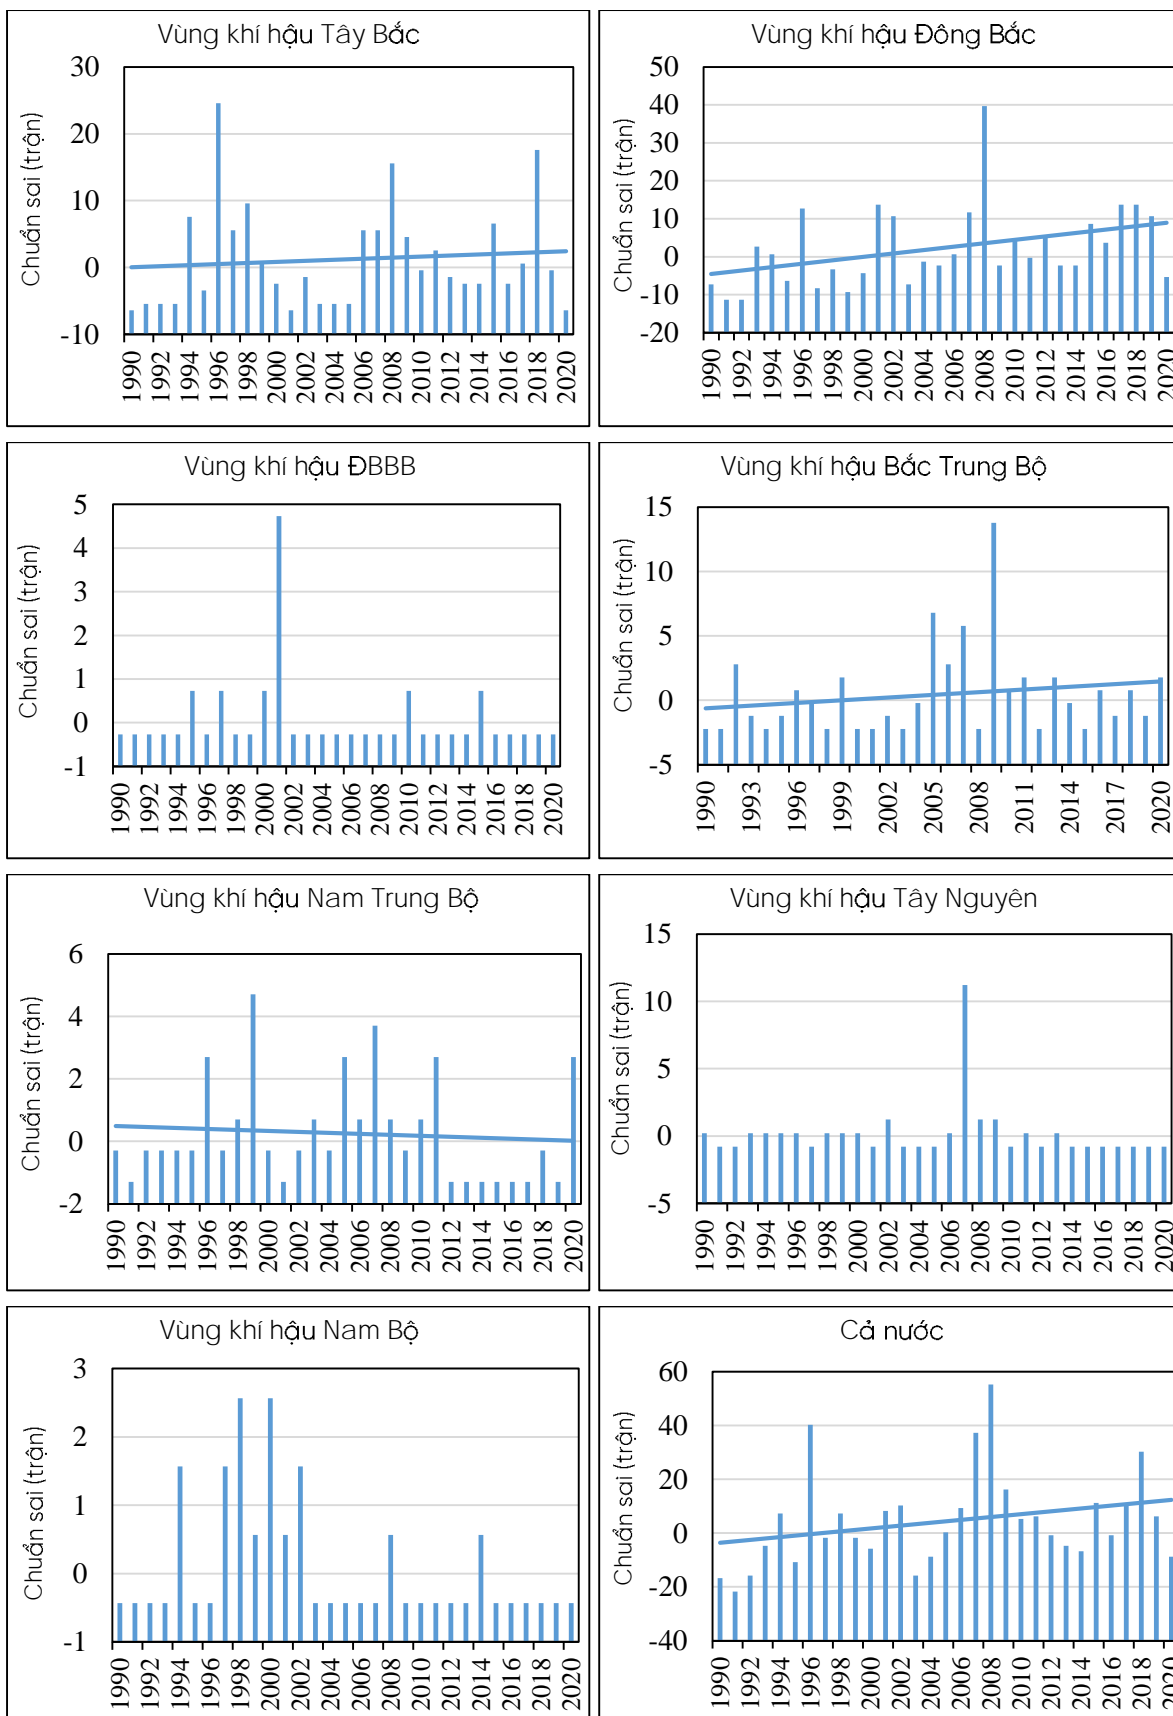 Vùng khí hậu Tây Bắc
Chuẩn sai (trận)
30
20
10
0
-10
1990 1992 1994 1996 1998 2000 2002 2004 2006 2008 2010 2012 2014 2016 2018 2020
Vùng khí hậu Đông Bắc
Chuẩn sai (trận)
50
40
30
20
10
0
-10
-20
1990 1992 1994 1996 1998 2000 2002 2004 2006 2008 2010 2012 2014 2016 2018 2020
Vùng khí hậu ĐBBB
Chuẩn sai (trận)
5
4
3
2
1
0
-1
1990 1992 1994 1996 1998 2000 2002 2004 2006 2008 2010 2012 2014 2016 2018 2020
Vùng khí hậu Bắc Trung Bộ
Chuẩn sai (trận)
15
10
5
0
-5
1990 1993 1996 1999 2002 2005 2008 2011 2014 2017 2020
Vùng khí hậu Nam Trung Bộ
Chuẩn sai (trận)
6
4
2
0
-2
1990 1992 1994 1996 1998 2000 2002 2004 2006 2008 2010 2012 2014 2016 2018 2020
Vùng khí hậu Tây Nguyên
Chuẩn sai (trận)
15
10
5
0
-5
1990 1992 1994 1996 1998 2000 2002 2004 2006 2008 2010 2012 2014 2016 2018 2020
Vùng khí hậu Nam Bộ
Chuẩn sai (trận)
3
2
1
0
-1
1990 1992 1994 1996 1998 2000 2002 2004 2006 2008 2010 2012 2014 2016 2018 2020
Cả nước
Chuẩn sai (trận)
60
40
20
0
-20
-40
1990 1992 1994 1996 1998 2000 2002 2004 2006 2008 2010 2012 2014 2016 2018 2020